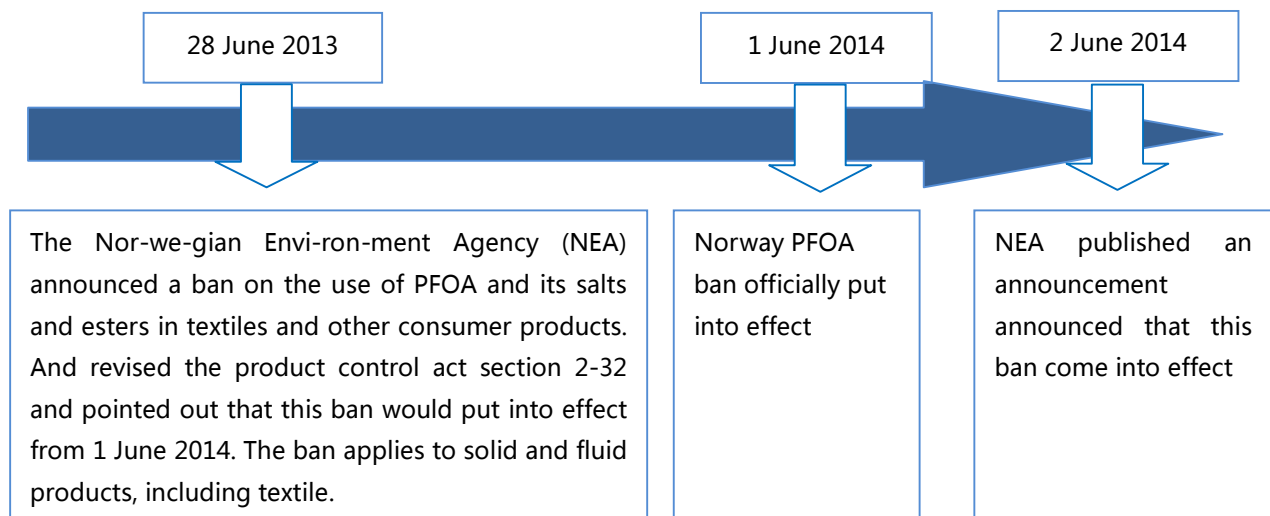 28 June 2013
1 June 2014
2 June 2014
The Nor-we-gian Envi-ron-ment Agency (NEA)
announced a ban on the use of PFOA and its salts
and esters in textiles and other consumer products.
And revised the product control act section 2-32
and pointed out that this ban would put into effect
from 1 June 2014. The ban applies to solid and fluid
products, including textile.
Norway PFOA
ban officially put
into effect
NEA published an
announcement
announced that this
ban come into effect